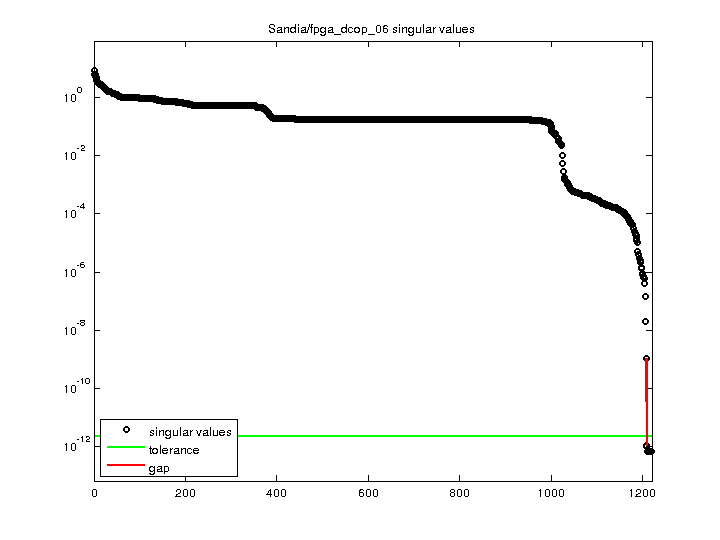 Sandia/fpga_dcop_06 singular values
10^0
10^-2
10^-4
10^-6
10^-8
10^-10
10^-12
singular values
tolerance
gap
0 200 400 600 800 1000 1200